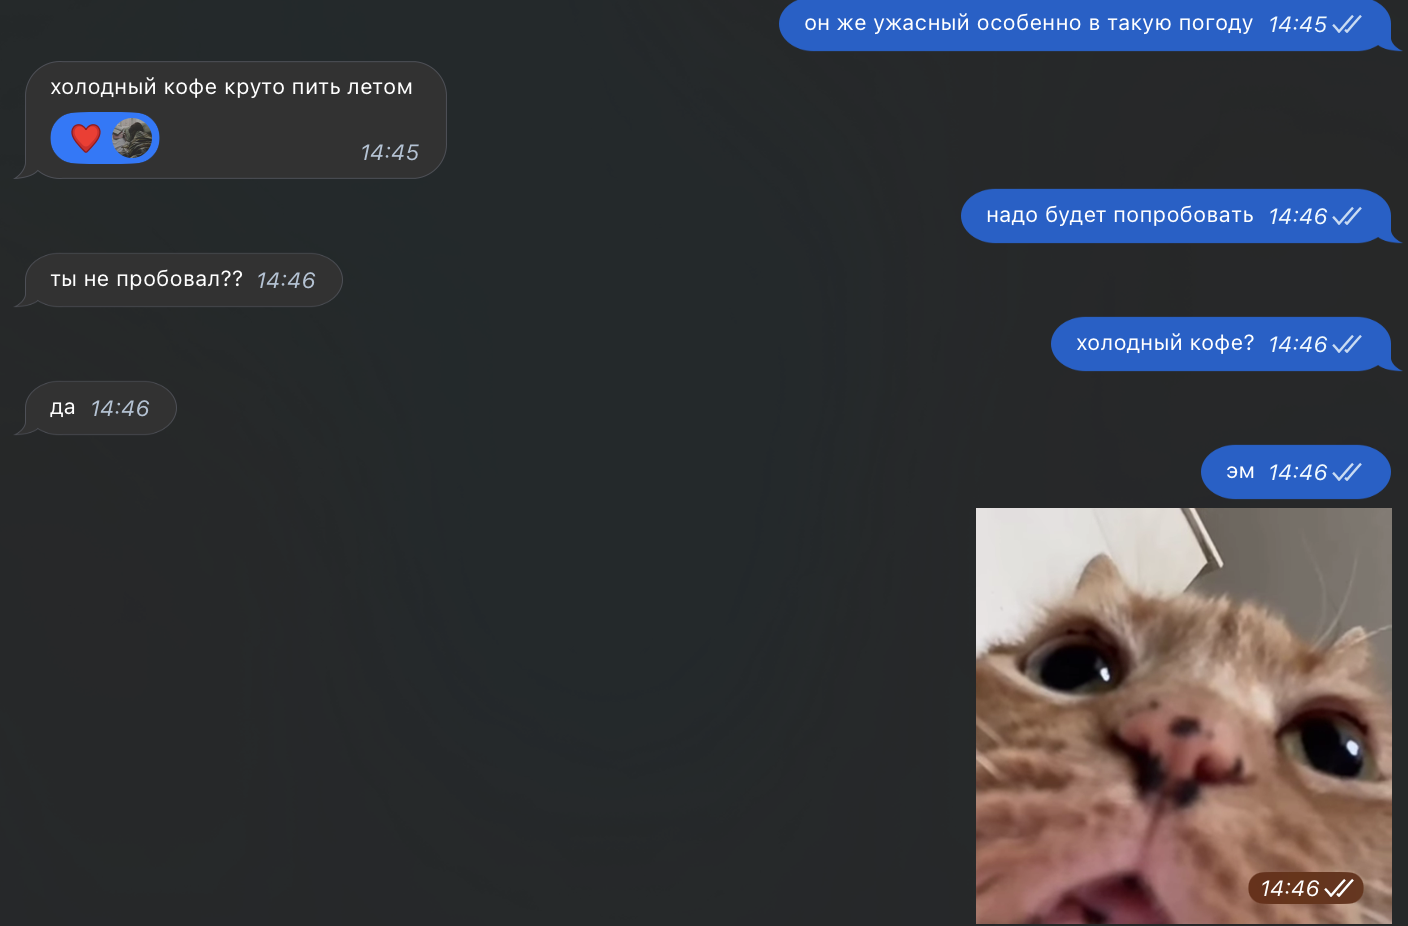 он же ужасный особенно в такую погоду 14:45
холодный кофе круто пить летом
14:45
надо будет попробовать 14:46
ты не пробовал?? 14:46
холодный кофе? 14:46
да 14:46
эм 14:46
14:46